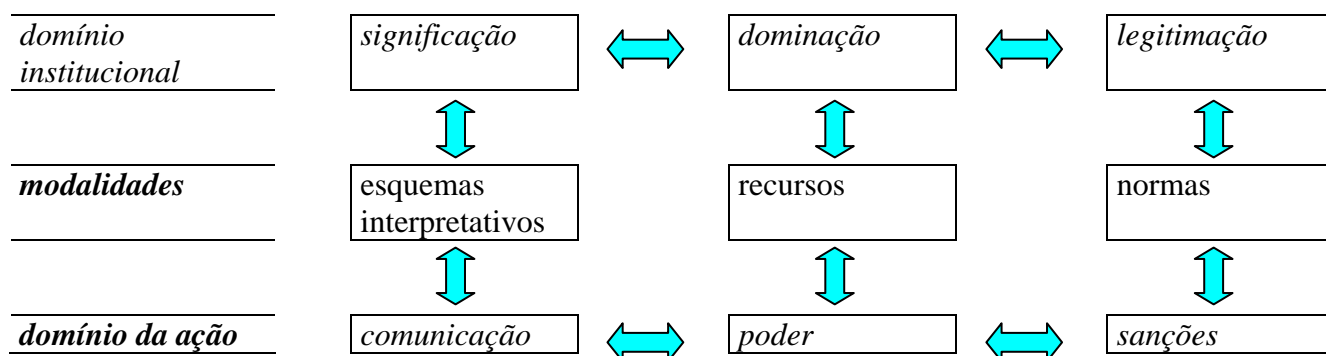 domínio
institucional
significação
dominação
legitimação
modalidades
esquemas
interpretativos
recursos
normas
domínio da ação
comunicação
poder
sanções